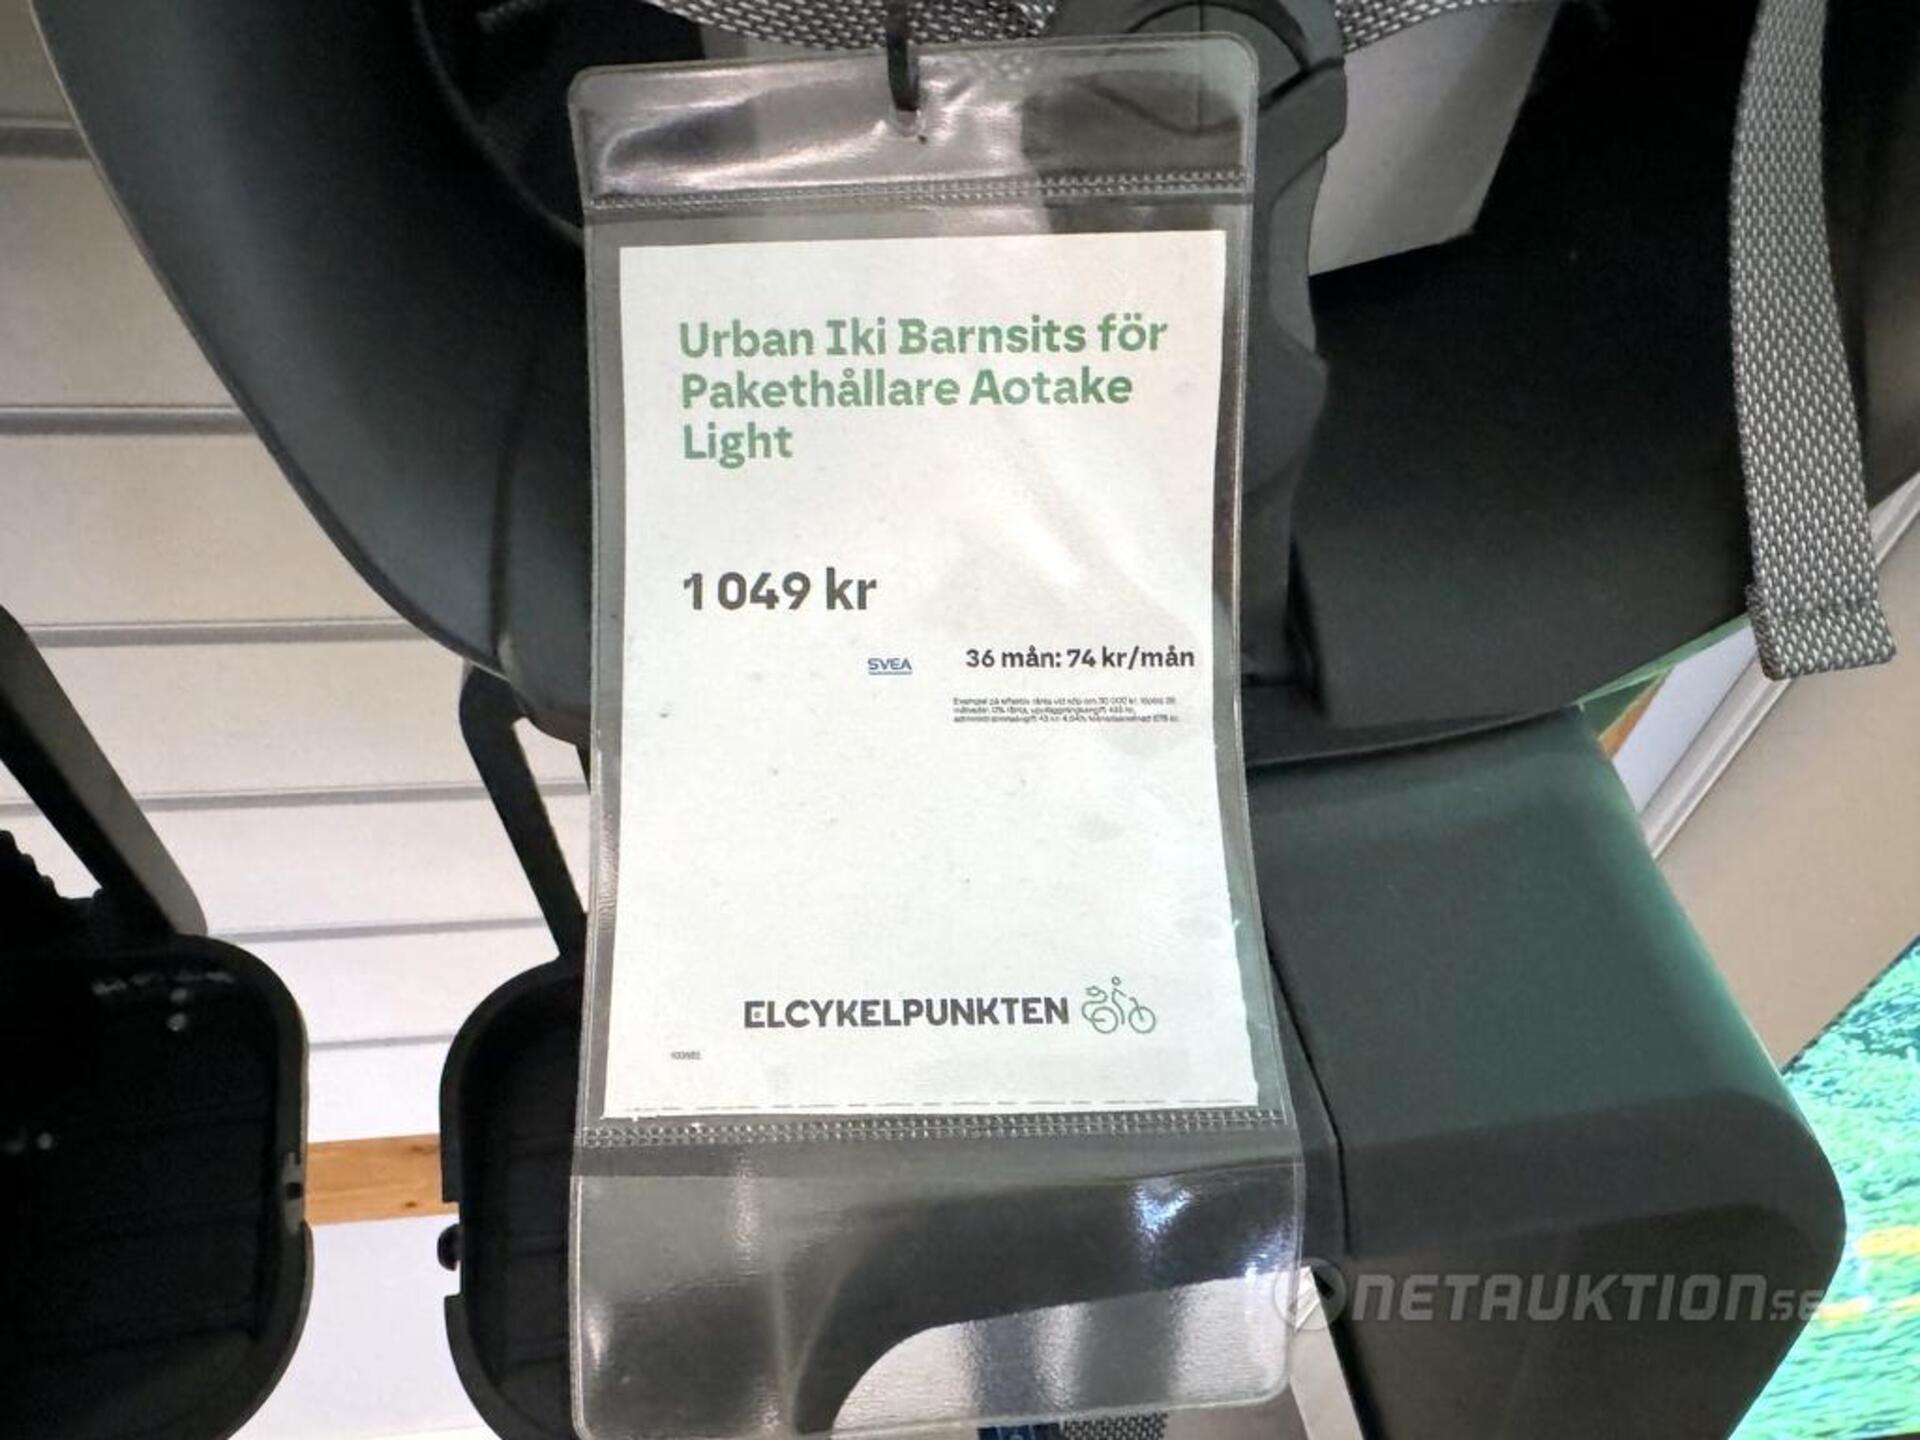 Urban Iki Barnsits för
Pakethållare Aotake
Light
1 049 kr
SVEA
36 mån: 74 kr/mån
ELCYKELPUNKTEN
NETAUKTION.SE